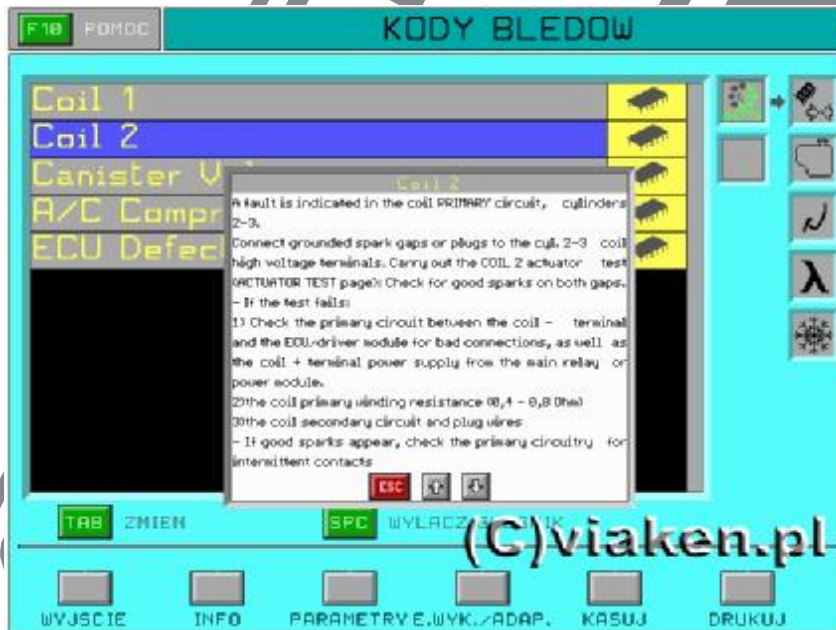 F10 POMOC
KODY BLEDOW
Coil 1
Coil 2
Canister V
A/C Compr
ECU Defec
Coil 2
A fault is indicated in the coil PRIMARY circuit, cylinders
2-3.
Connect grounded spark gaps or plugs to the cyl. 2-3 coil
high voltage terminals. Carry out the COIL 2 actuator test
(ACTUATOR TEST page): Check for good sparks on both gaps.
- If the test fails:
1) Check the primary circuit between the coil - terminal
and the ECU/driver module for bad connections, as well as
the coil + terminal power supply from the main relay or
power module.
2)the coil primary winding resistance (0,4 - 0,8 Ohm)
3)the coil secondary circuit and plug wires
- If good sparks appear, check the primary circuitry for
intermittent contacts
ESC
TAB ZMIEN
SPC WYLACZ
(C)viaken.pl
WYJSCIE
INFO
PARAMETRY
E.WYK./ADAP.
KASUJ
DRUKUJ